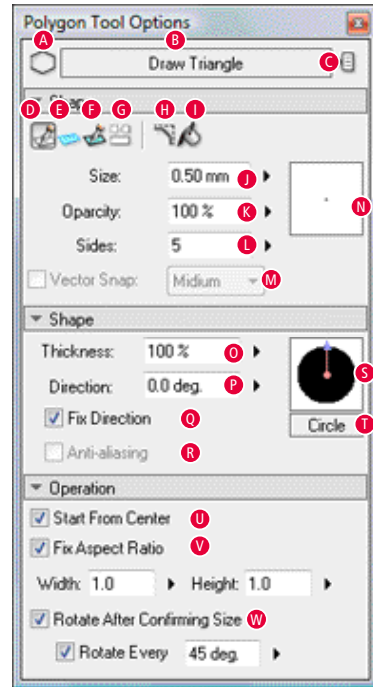 Polygon Tool Options
A B
Draw Triangle C
Shape
D E F G H I
Size: 0.50 mm J
N
Oparcity: 100 % K
Sides: 5 L
Vector Snap: Midium M
Shape
Thickness: 100 % O
Direction: 0.0 deg. P
S
Fix Direction Q
Circle T
Anti-aliasing R
Operation
Start From Center U
Fix Aspect Ratio V
Width: 1.0 Height: 1.0
Rotate After Confirming Size W
Rotate Every 45 deg.